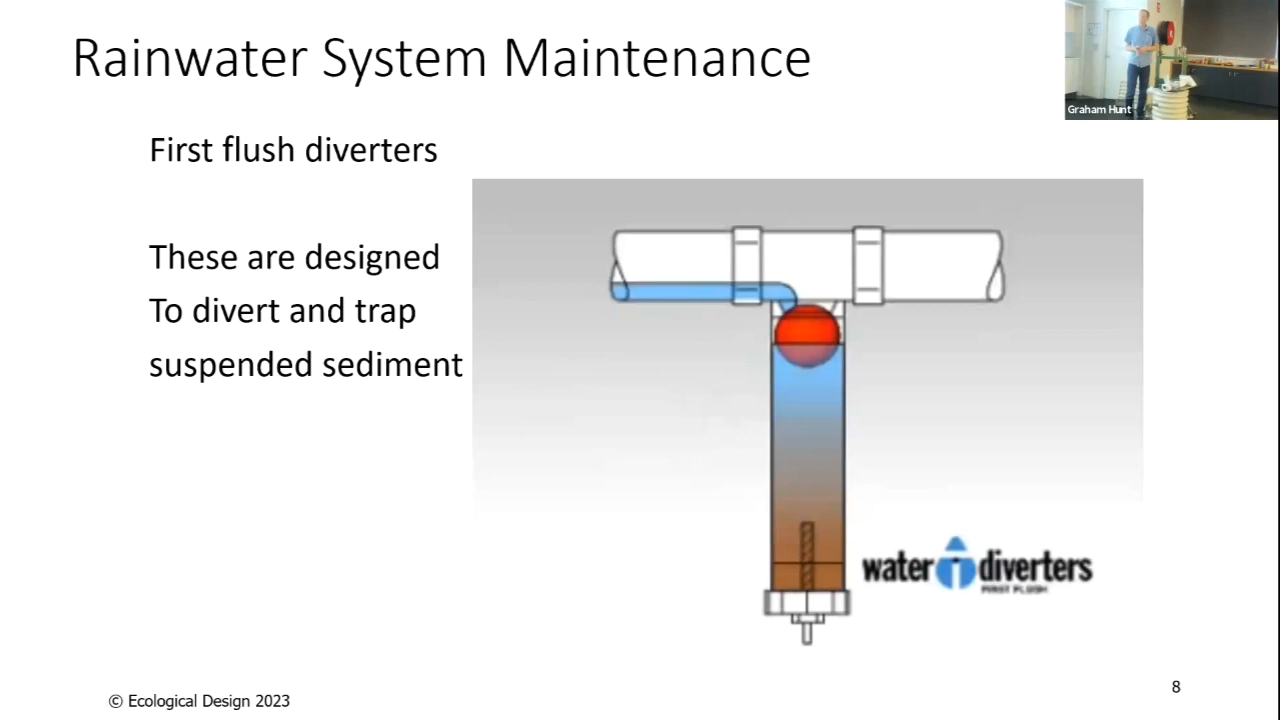 Rainwater System Maintenance
Graham Hunt
First flush diverters
These are designed
To divert and trap
suspended sediment
water diverters
FIRST FLUSH
© Ecological Design 2023
8